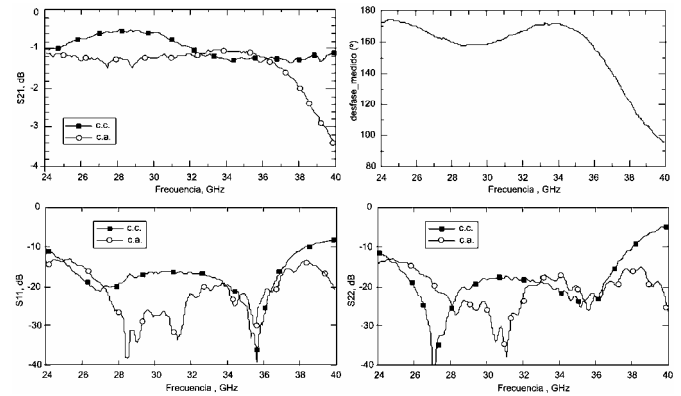 0
-1
-2
-3
-4
S21, dB
c.c.
c.a.
24 26 28 30 32 34 36 38 40
Frecuencia, GHz
180
160
140
120
100
80
desfase_medido (º)
24 26 28 30 32 34 36 38 40
Frecuencia , GHz
0
-10
-20
-30
-40
S11, dB
c.c.
c.a.
24 26 28 30 32 34 36 38 40
Frecuencia , GHz
0
-10
-20
-30
-40
S22, dB
c.c.
c.a.
24 26 28 30 32 34 36 38 40
Frecuencia , GHz